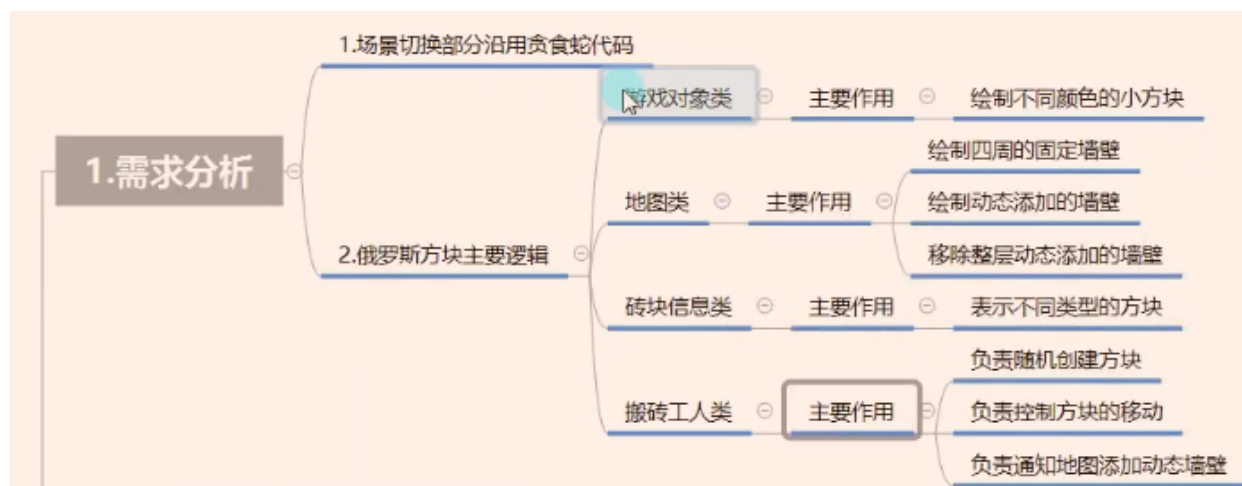 1.场景切换部分沿用贪食蛇代码
游戏对象类 主要作用 绘制不同颜色的小方块
1.需求分析
绘制四周的固定墙壁
地图类 主要作用 绘制动态添加的墙壁
2.俄罗斯方块主要逻辑 移除整层动态添加的墙壁
砖块信息类 主要作用 表示不同类型的方块
负责随机创建方块
搬砖工人类 主要作用 负责控制方块的移动
负责通知地图添加动态墙壁